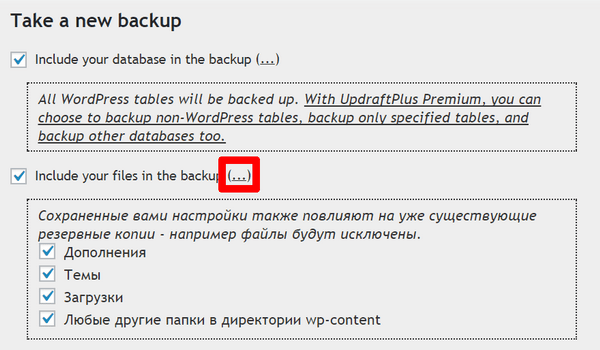 Take a new backup
Include your database in the backup (...)
All WordPress tables will be backed up. With UpdraftPlus Premium, you can
choose to backup non-WordPress tables, backup only specified tables, and
backup other databases too.
Include your files in the backup (...)
Сохраненные вами настройки также повлияют на уже существующие
резервные копии - например файлы будут исключены.
Дополнения
Темы
Загрузки
Любые другие папки в директории wp-content